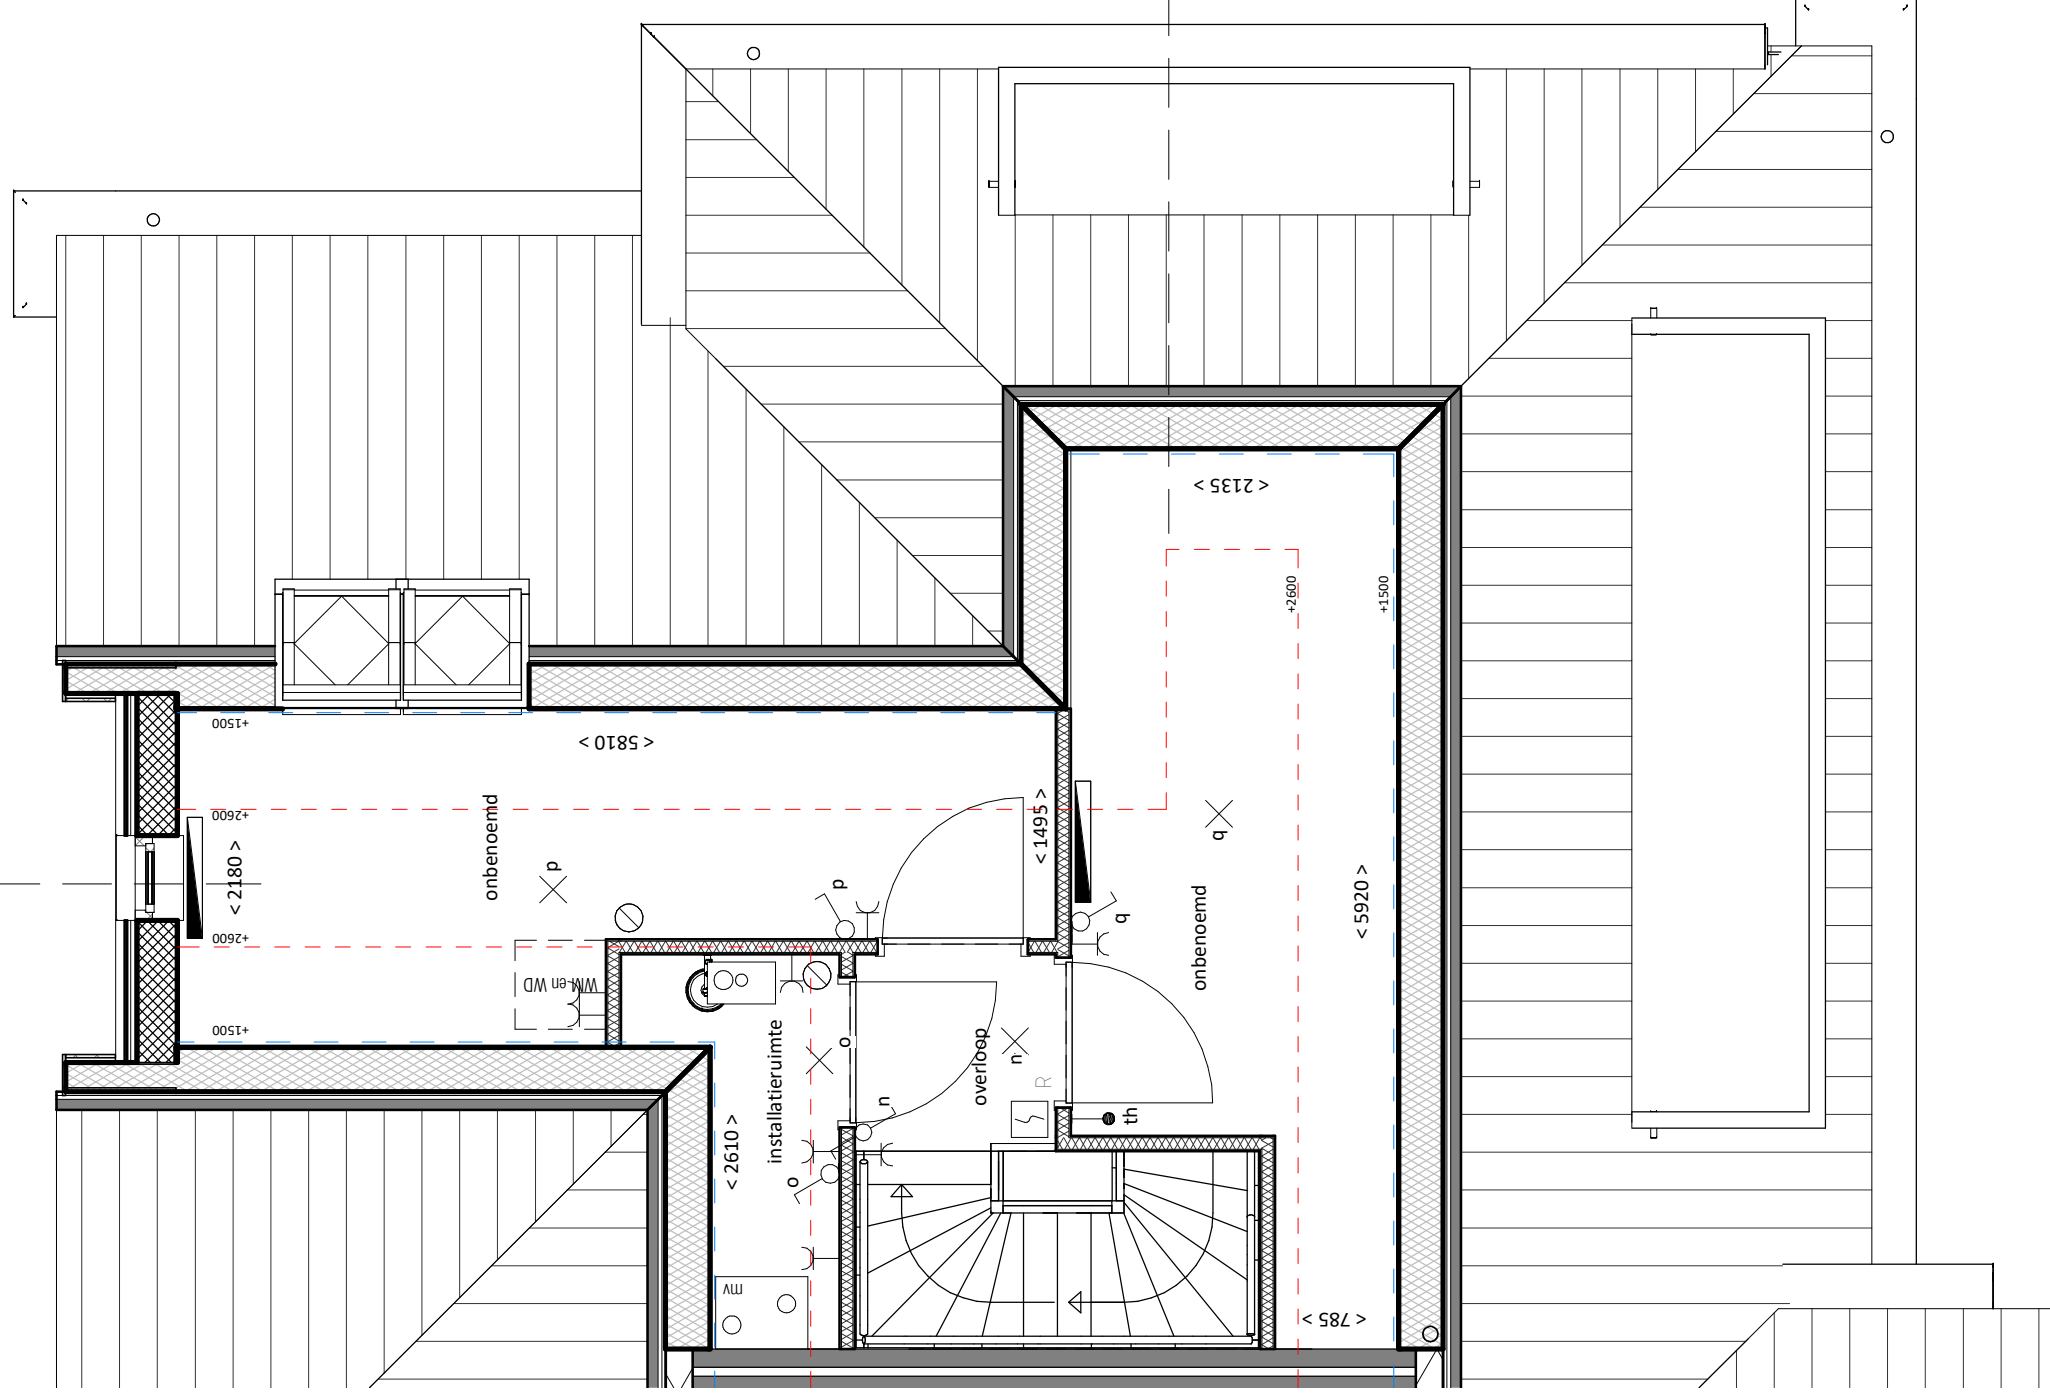 < 2135 >
+2600
+1500
+1500
< 5810 >
+2600
onbenoemd
< 1495 >
q
< 2180 >
p
p
onbenoemd
q
< 5920 >
+2600
WM en WD
+1500
installatieruimte
o
overloop
n
R
n
th
< 2610 >
o
mv
< 785 >